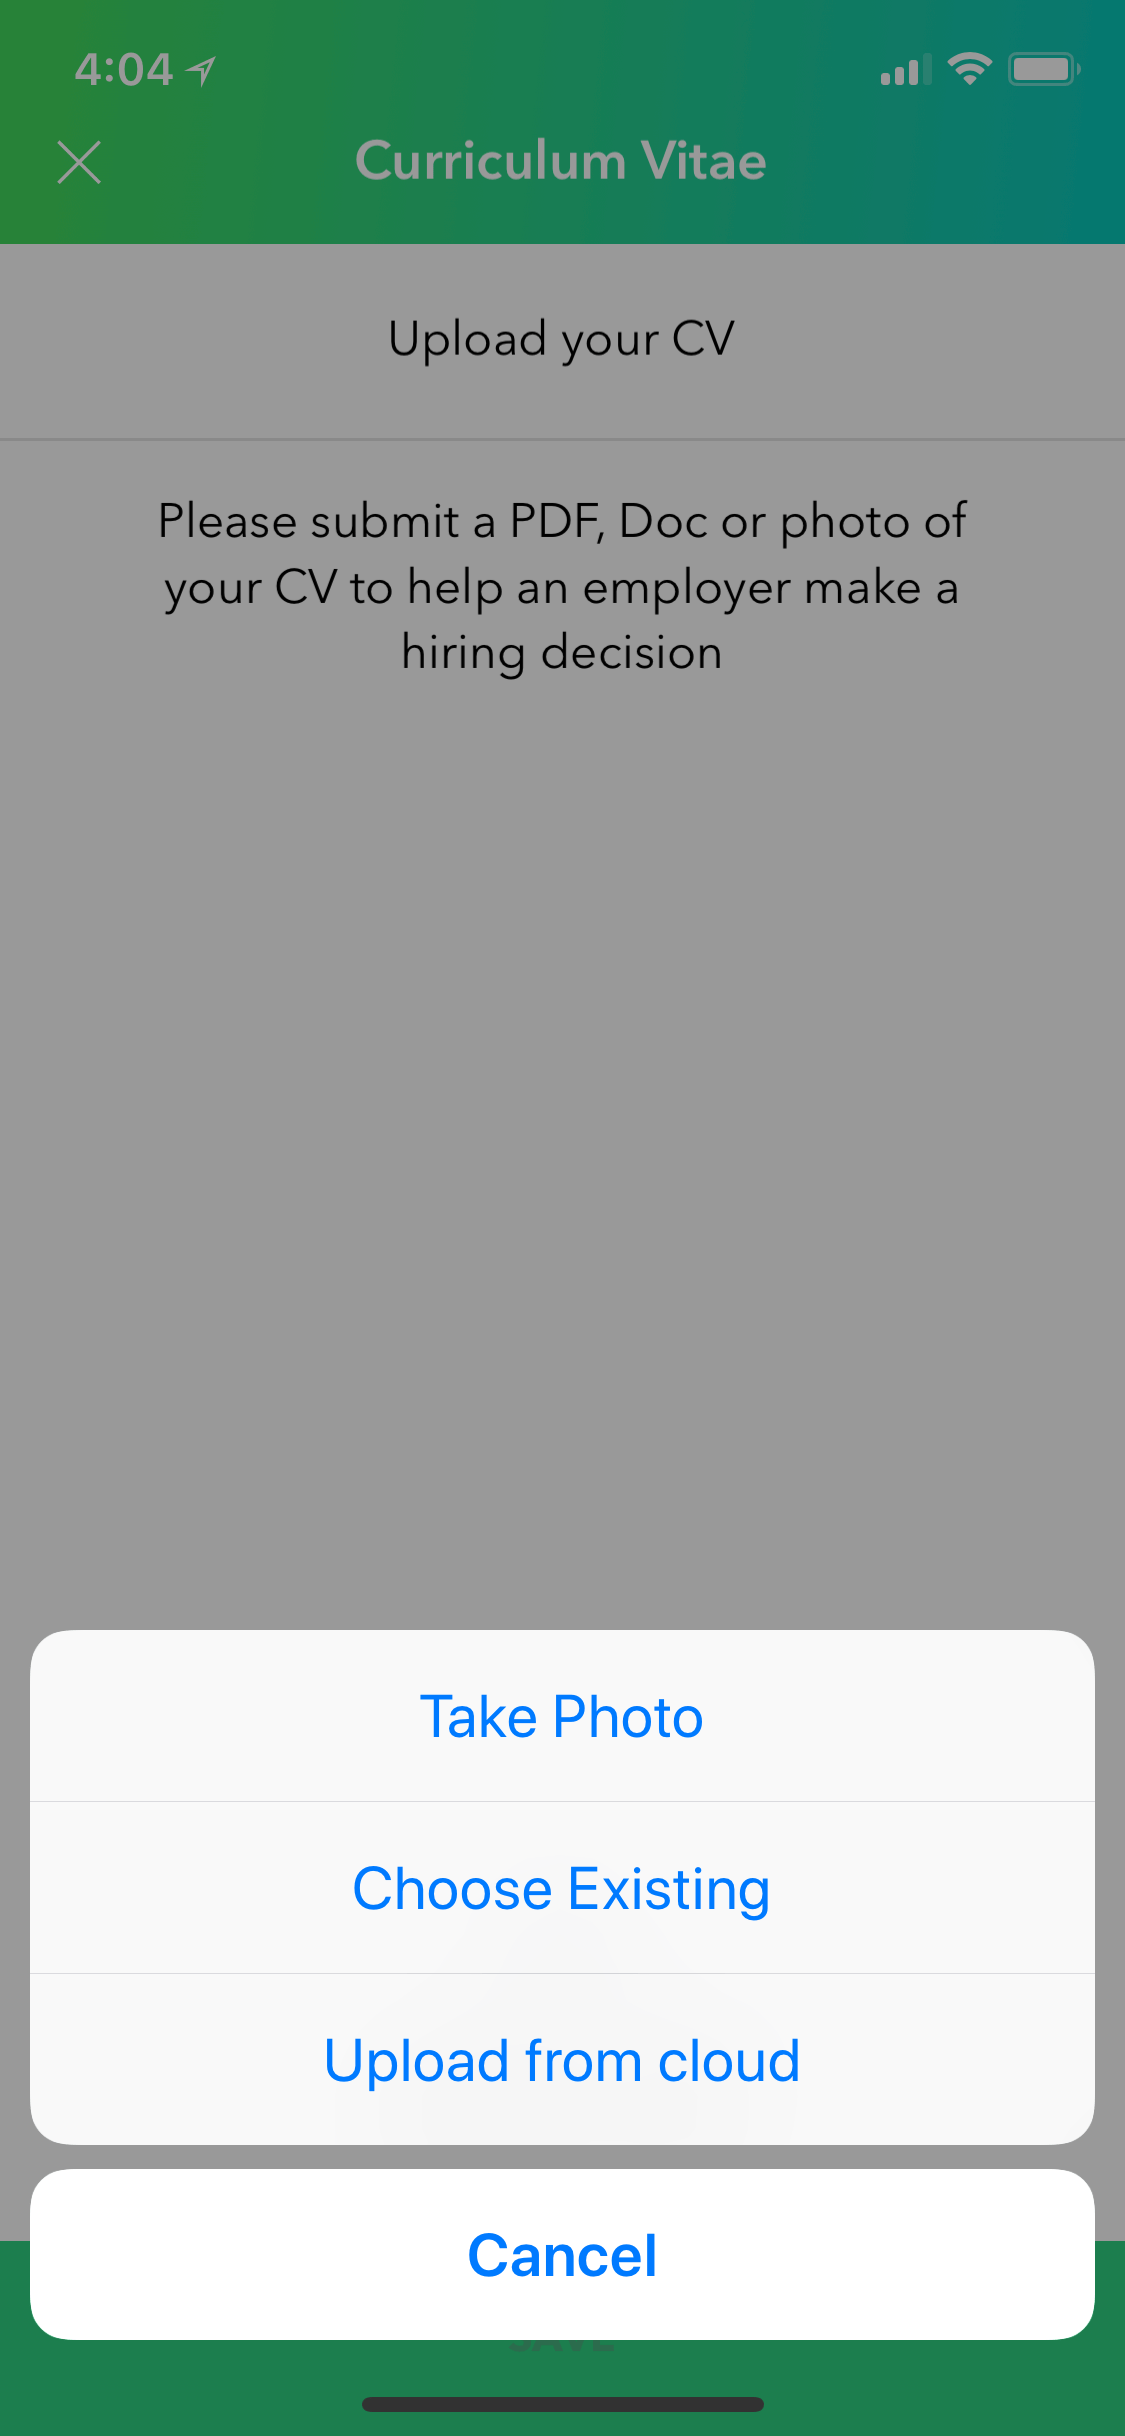 4:04
Curriculum Vitae
Upload your CV
Please submit a PDF, Doc or photo of
your CV to help an employer make a
hiring decision
Take Photo
Choose Existing
Upload from cloud
Cancel
SAVE